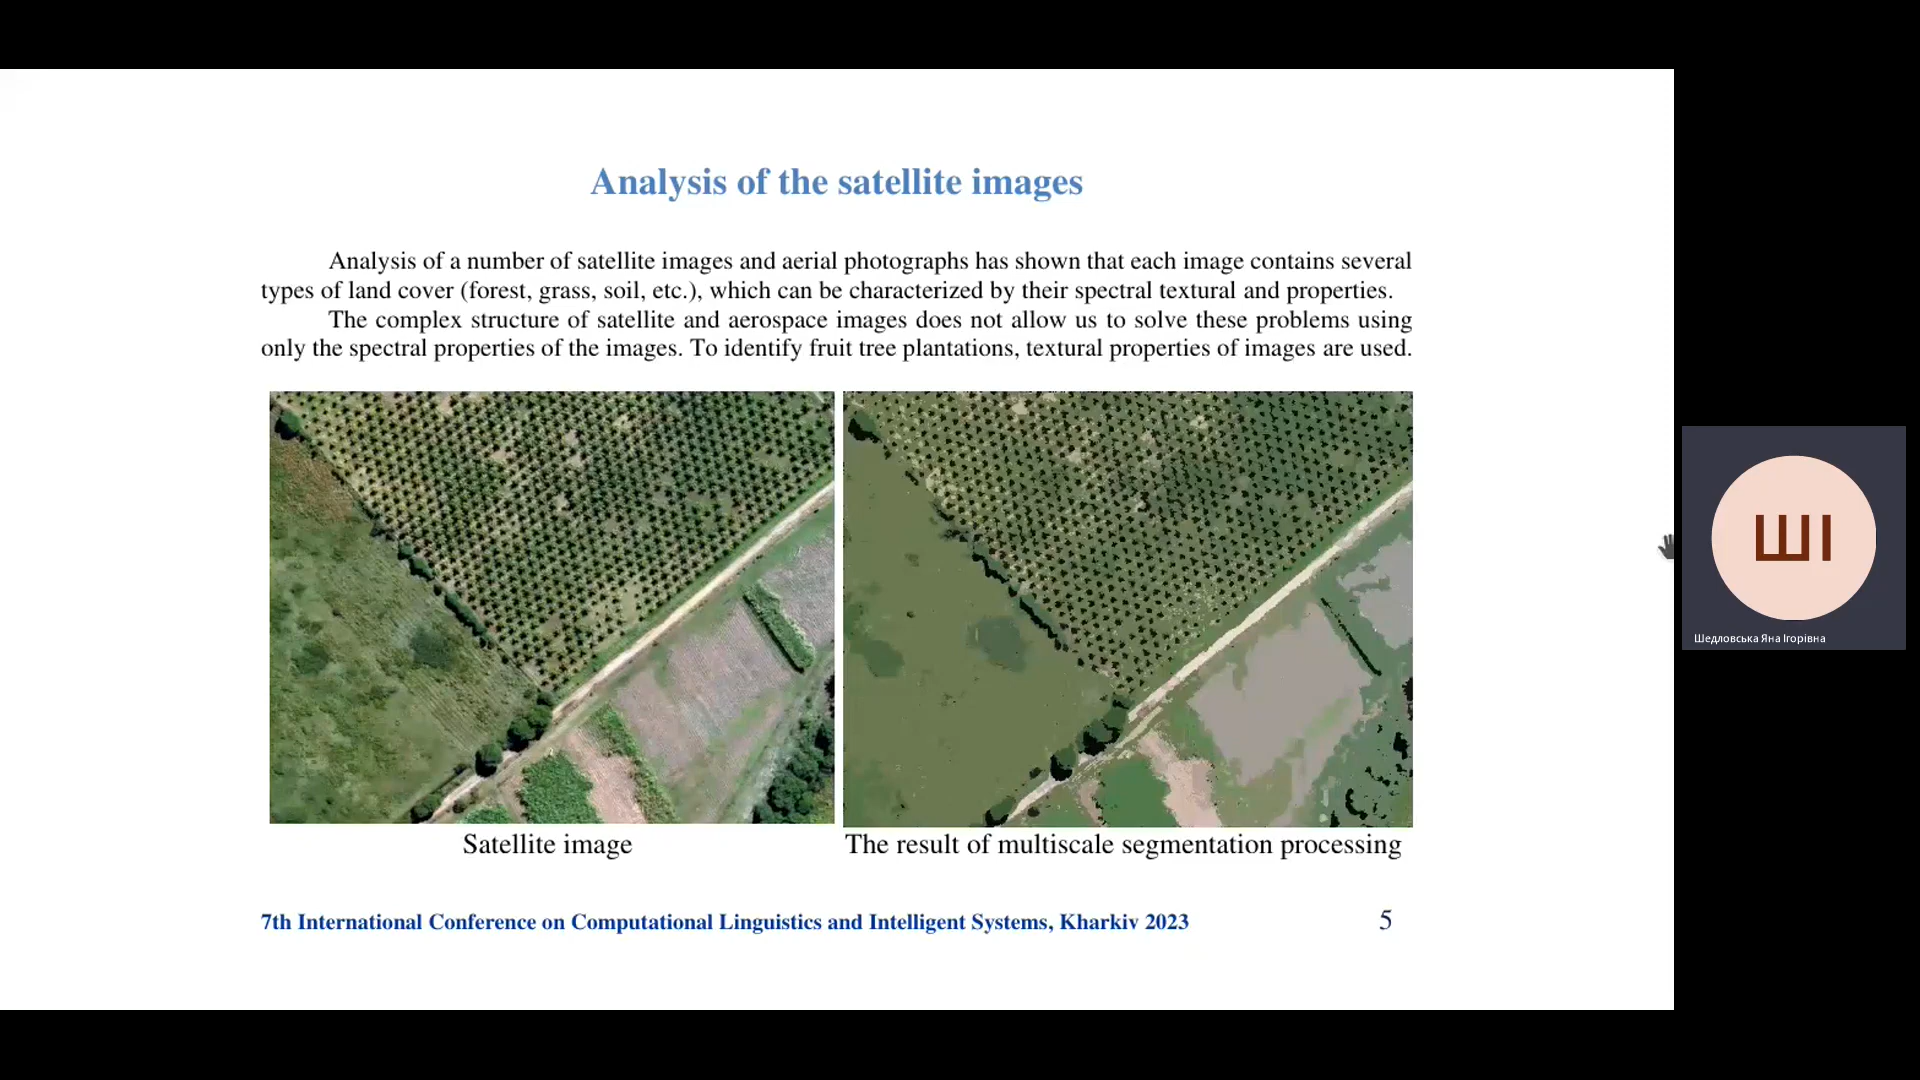 Analysis of the satellite images
Analysis of a number of satellite images and aerial photographs has shown that each image contains several
types of land cover (forest, grass, soil, etc.), which can be characterized by their spectral textural and properties.
The complex structure of satellite and aerospace images does not allow us to solve these problems using
only the spectral properties of the images. To identify fruit tree plantations, textural properties of images are used.
Satellite image
The result of multiscale segmentation processing
7th International Conference on Computational Linguistics and Intelligent Systems, Kharkiv 2023
5
ШІ
Шедловська Яна Ігорівна